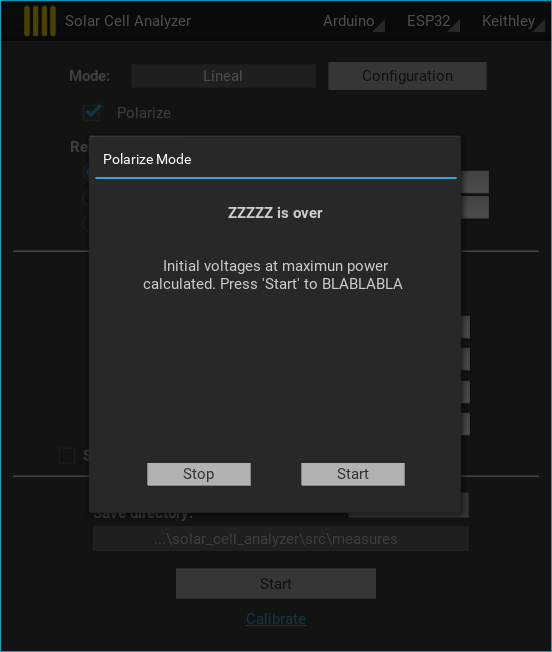 Solar Cell Analyzer Arduino ESP32 Keithley
Mode: Lineal Configuration
Polarize
Re
Polarize Mode
ZZZZZ is over
Initial voltages at maximun power
calculated. Press 'Start' to BLABLABLA
S
Stop Start
Save directory:
...\solar_cell_analyzer\src\measures
Start
Calibrate